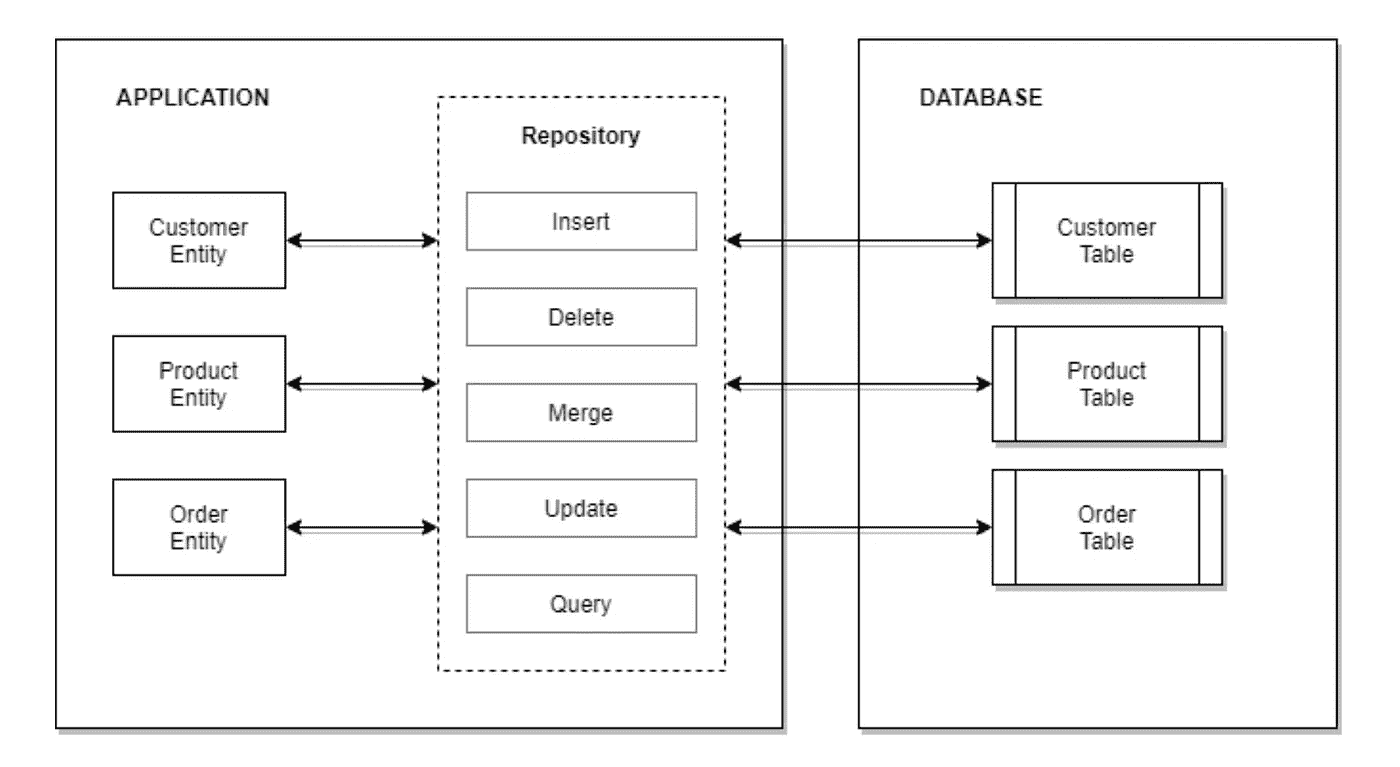 APPLICATION
Repository
Customer
Entity
Product
Entity
Order
Entity
Insert
Delete
Merge
Update
Query
DATABASE
Customer
Table
Product
Table
Order
Table